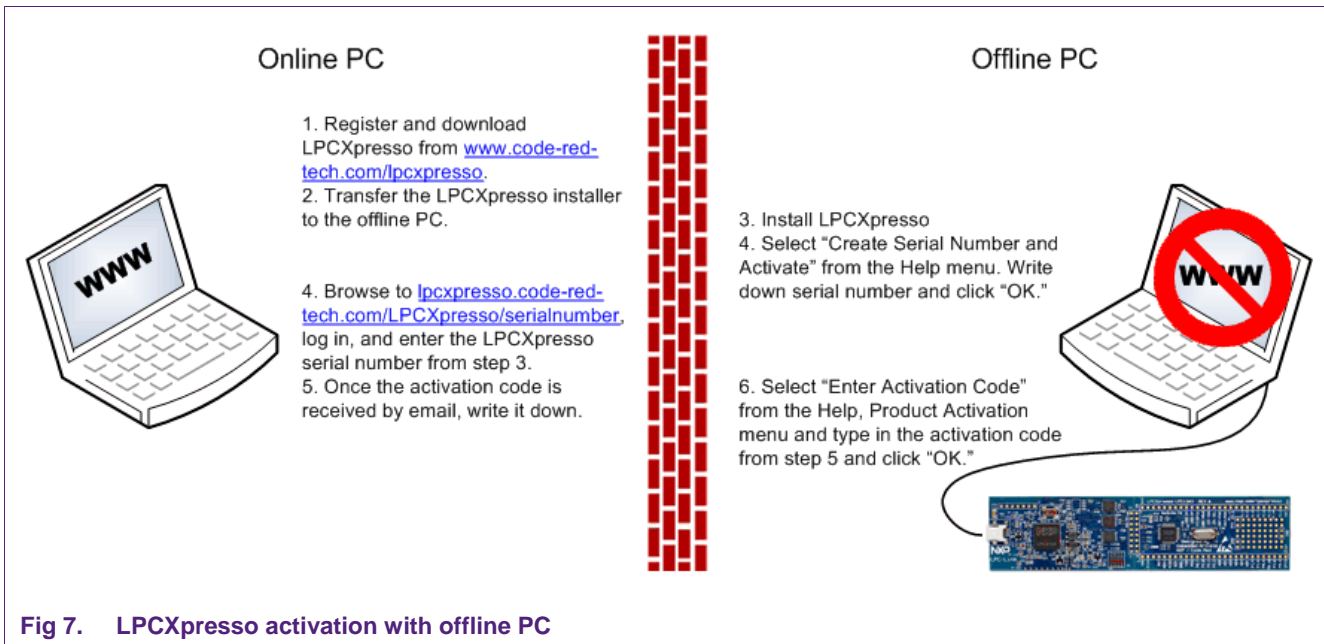 Online PC
1. Register and download
LPCXpresso from www.code-red-
tech.com/lpcxpresso.
2. Transfer the LPCXpresso installer
to the offline PC.
4. Browse to lpcxpresso.code-red-
tech.com/LPCXpresso/serialnumber,
log in, and enter the LPCXpresso
serial number from step 3.
5. Once the activation code is
received by email, write it down.
www
Offline PC
3. Install LPCXpresso
4. Select “Create Serial Number and
Activate” from the Help menu. Write
down serial number and click “OK.”
6. Select “Enter Activation Code”
from the Help, Product Activation
menu and type in the activation code
from step 5 and click “OK.”
www
NXP
Fig 7. LPCXpresso activation with offline PC